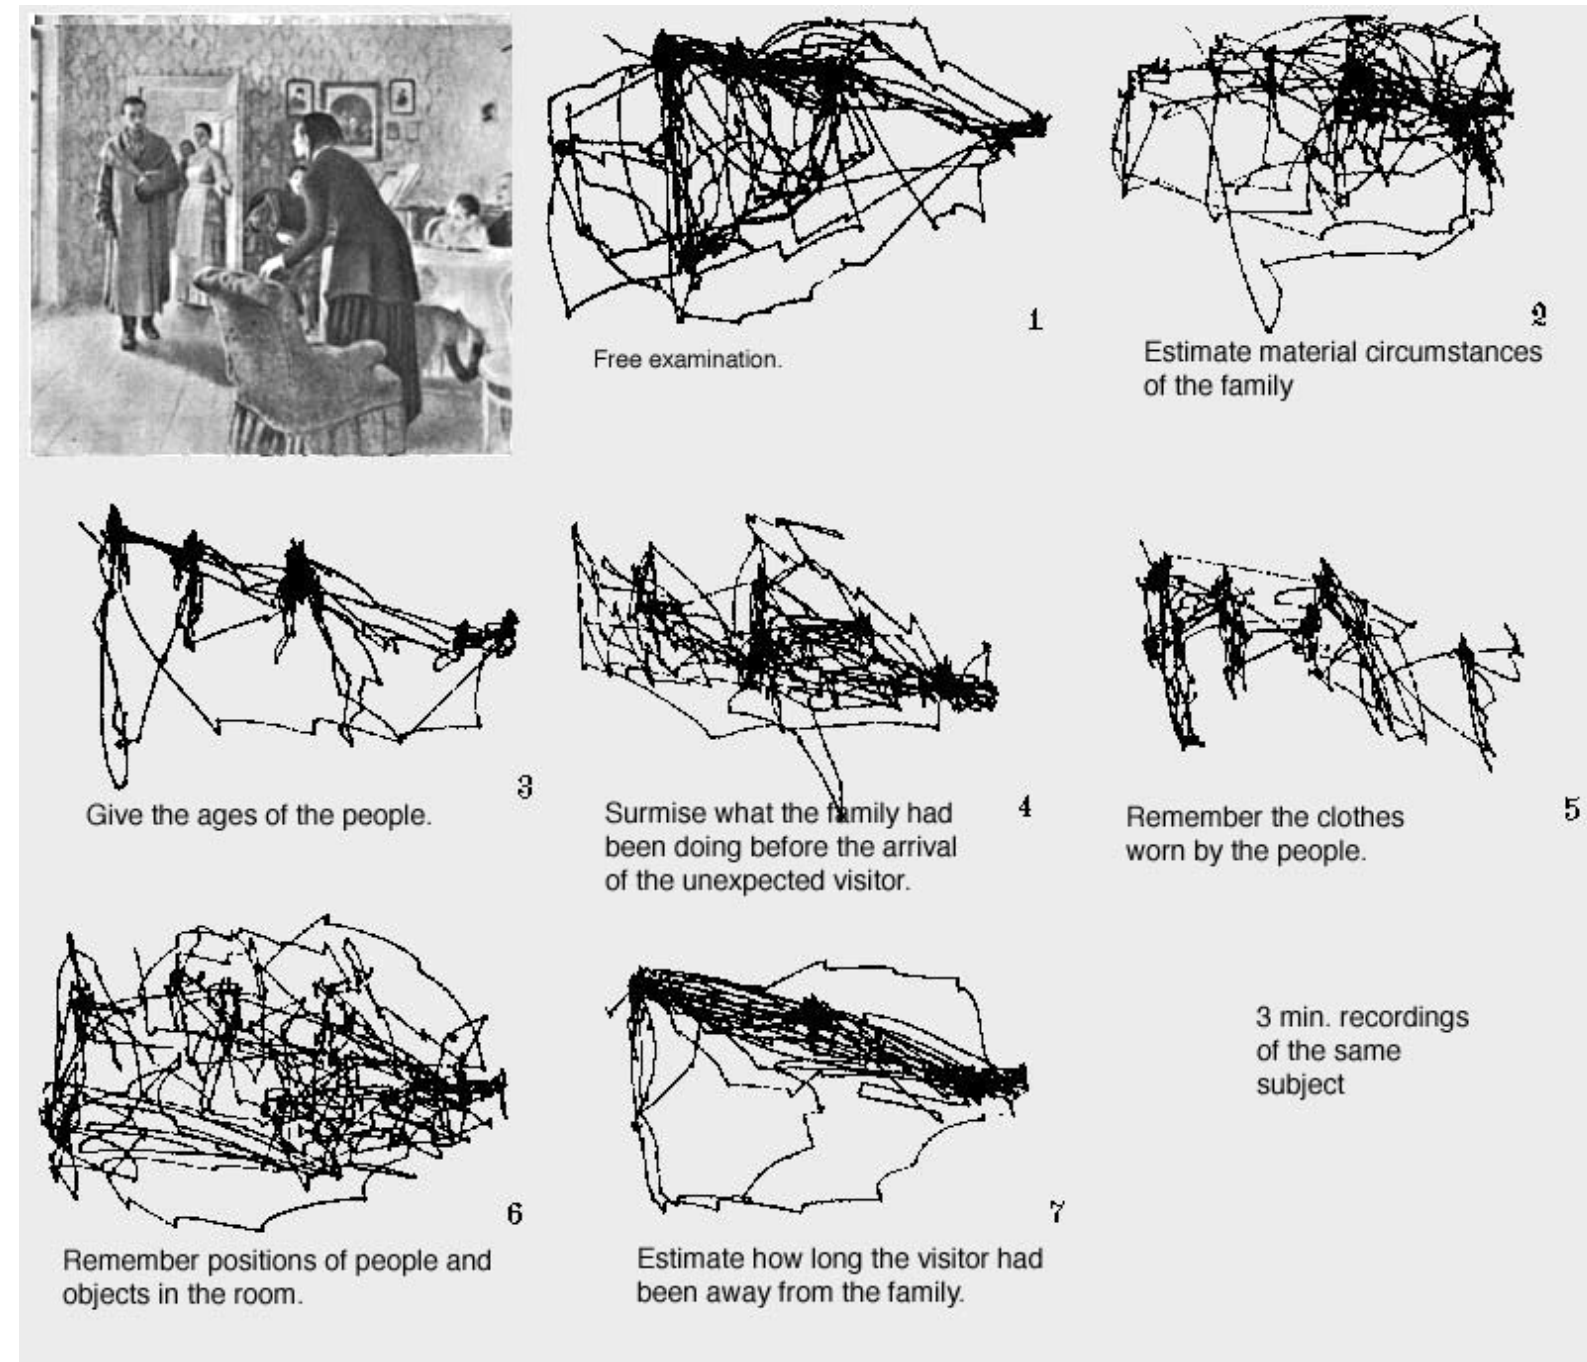 1
Free examination.
2
Estimate material circumstances
of the family
3
Give the ages of the people.
4
Surmise what the family had
been doing before the arrival
of the unexpected visitor.
5
Remember the clothes
worn by the people.
6
Remember positions of people and
objects in the room.
7
Estimate how long the visitor had
been away from the family.
3 min. recordings
of the same
subject